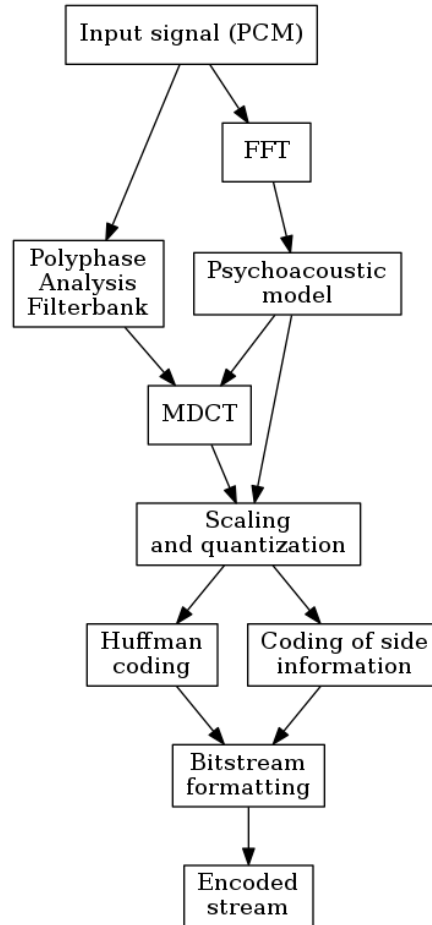 Input signal (PCM)
FFT
Polyphase
Analysis
Filterbank
Psychoacoustic
model
MDCT
Scaling
and quantization
Huffman
coding
Coding of side
information
Bitstream
formatting
Encoded
stream